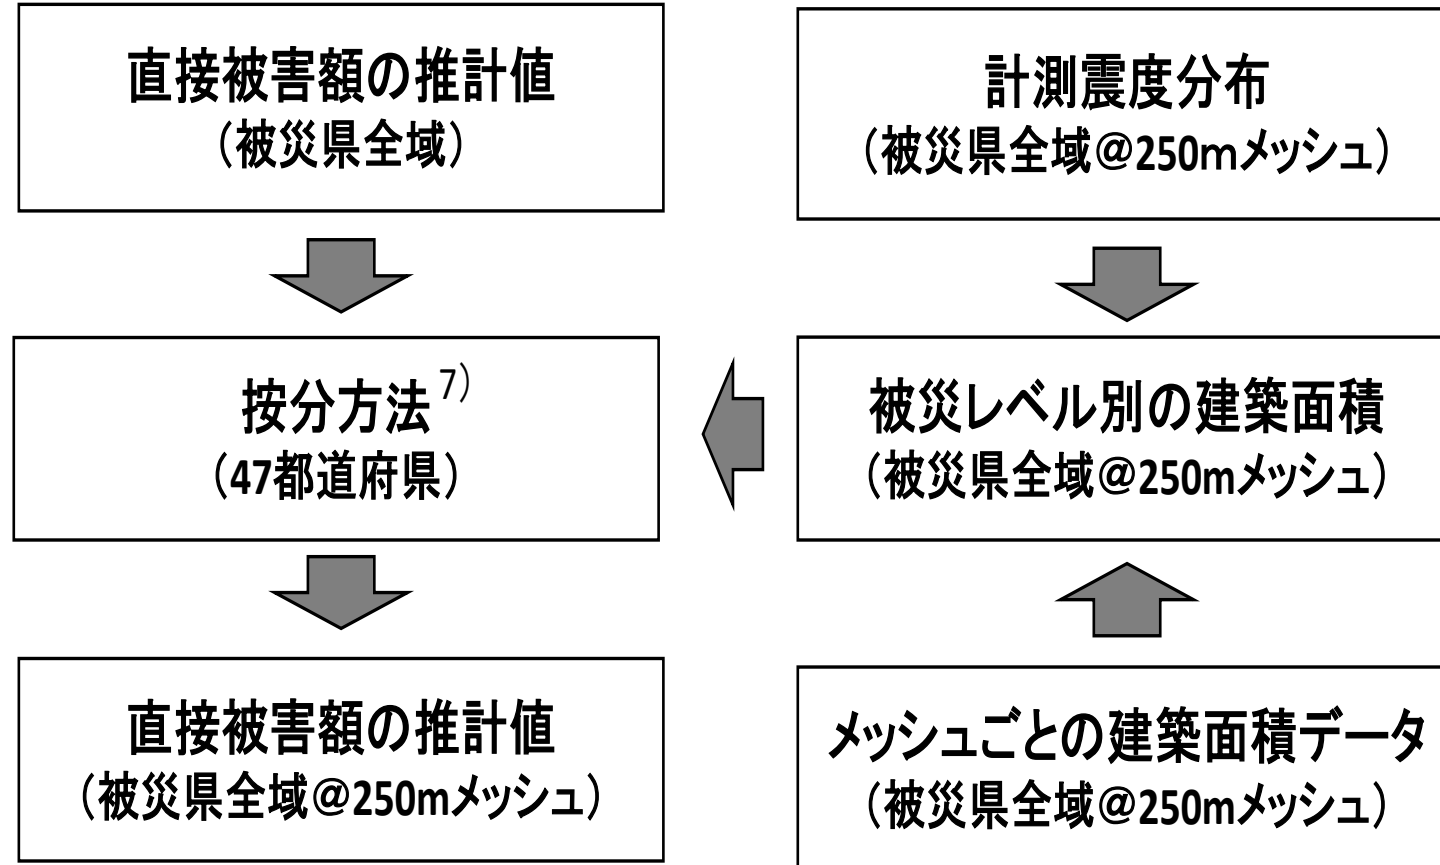 直接被害額の推計値
（被災県全域）
計測震度分布
（被災県全域＠250mメッシュ）
按分方法7）
（47都道府県）
被災レベル別の建築面積
（被災県全域＠250mメッシュ）
直接被害額の推計値
（被災県全域＠250mメッシュ）
メッシュごとの建築面積データ
（被災県全域＠250mメッシュ）